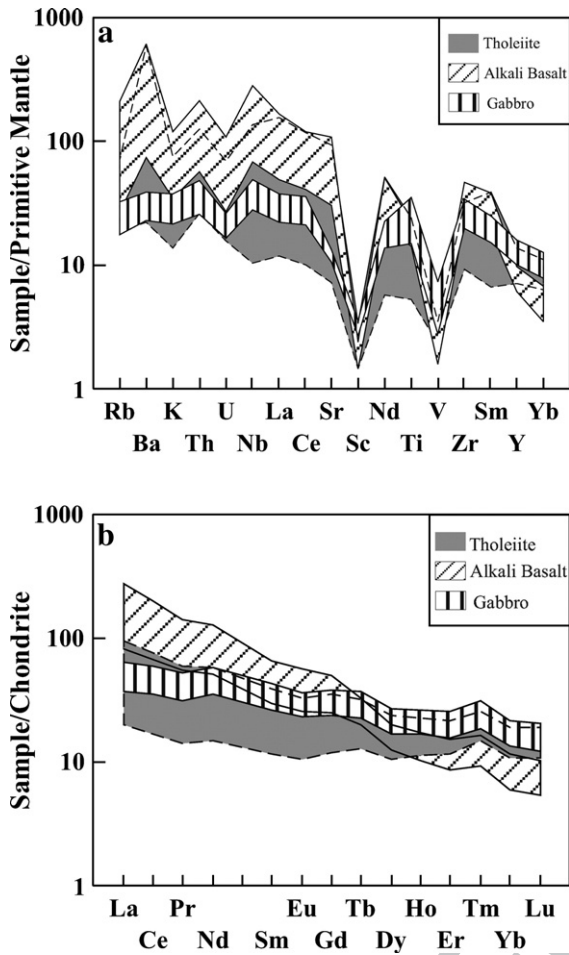 a
1000
100
10
1
Sample/Primitive Mantle
Tholeiite
Alkali Basalt
Gabbro
Rb K U La Sr Nd V Sm Yb
Ba Th Nb Ce Sc Ti Zr Y
b
1000
100
10
1
Sample/Chondrite
Tholeiite
Alkali Basalt
Gabbro
La Pr Eu Tb Ho Tm Lu
Ce Nd Sm Gd Dy Er Yb